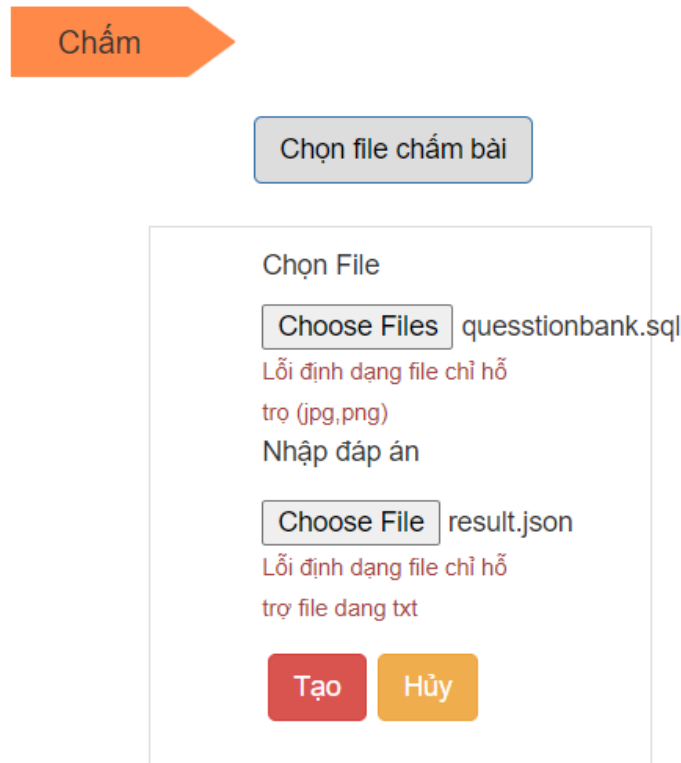 Chấm
Chọn file chấm bài
Chọn File
Choose Files quesstionbank.sql
Lỗi định dạng file chỉ hỗ
trọ (jpg,png)
Nhập đáp án
Choose File result.json
Lỗi định dạng file chỉ hỗ
trợ file dang txt
Tạo Hủy